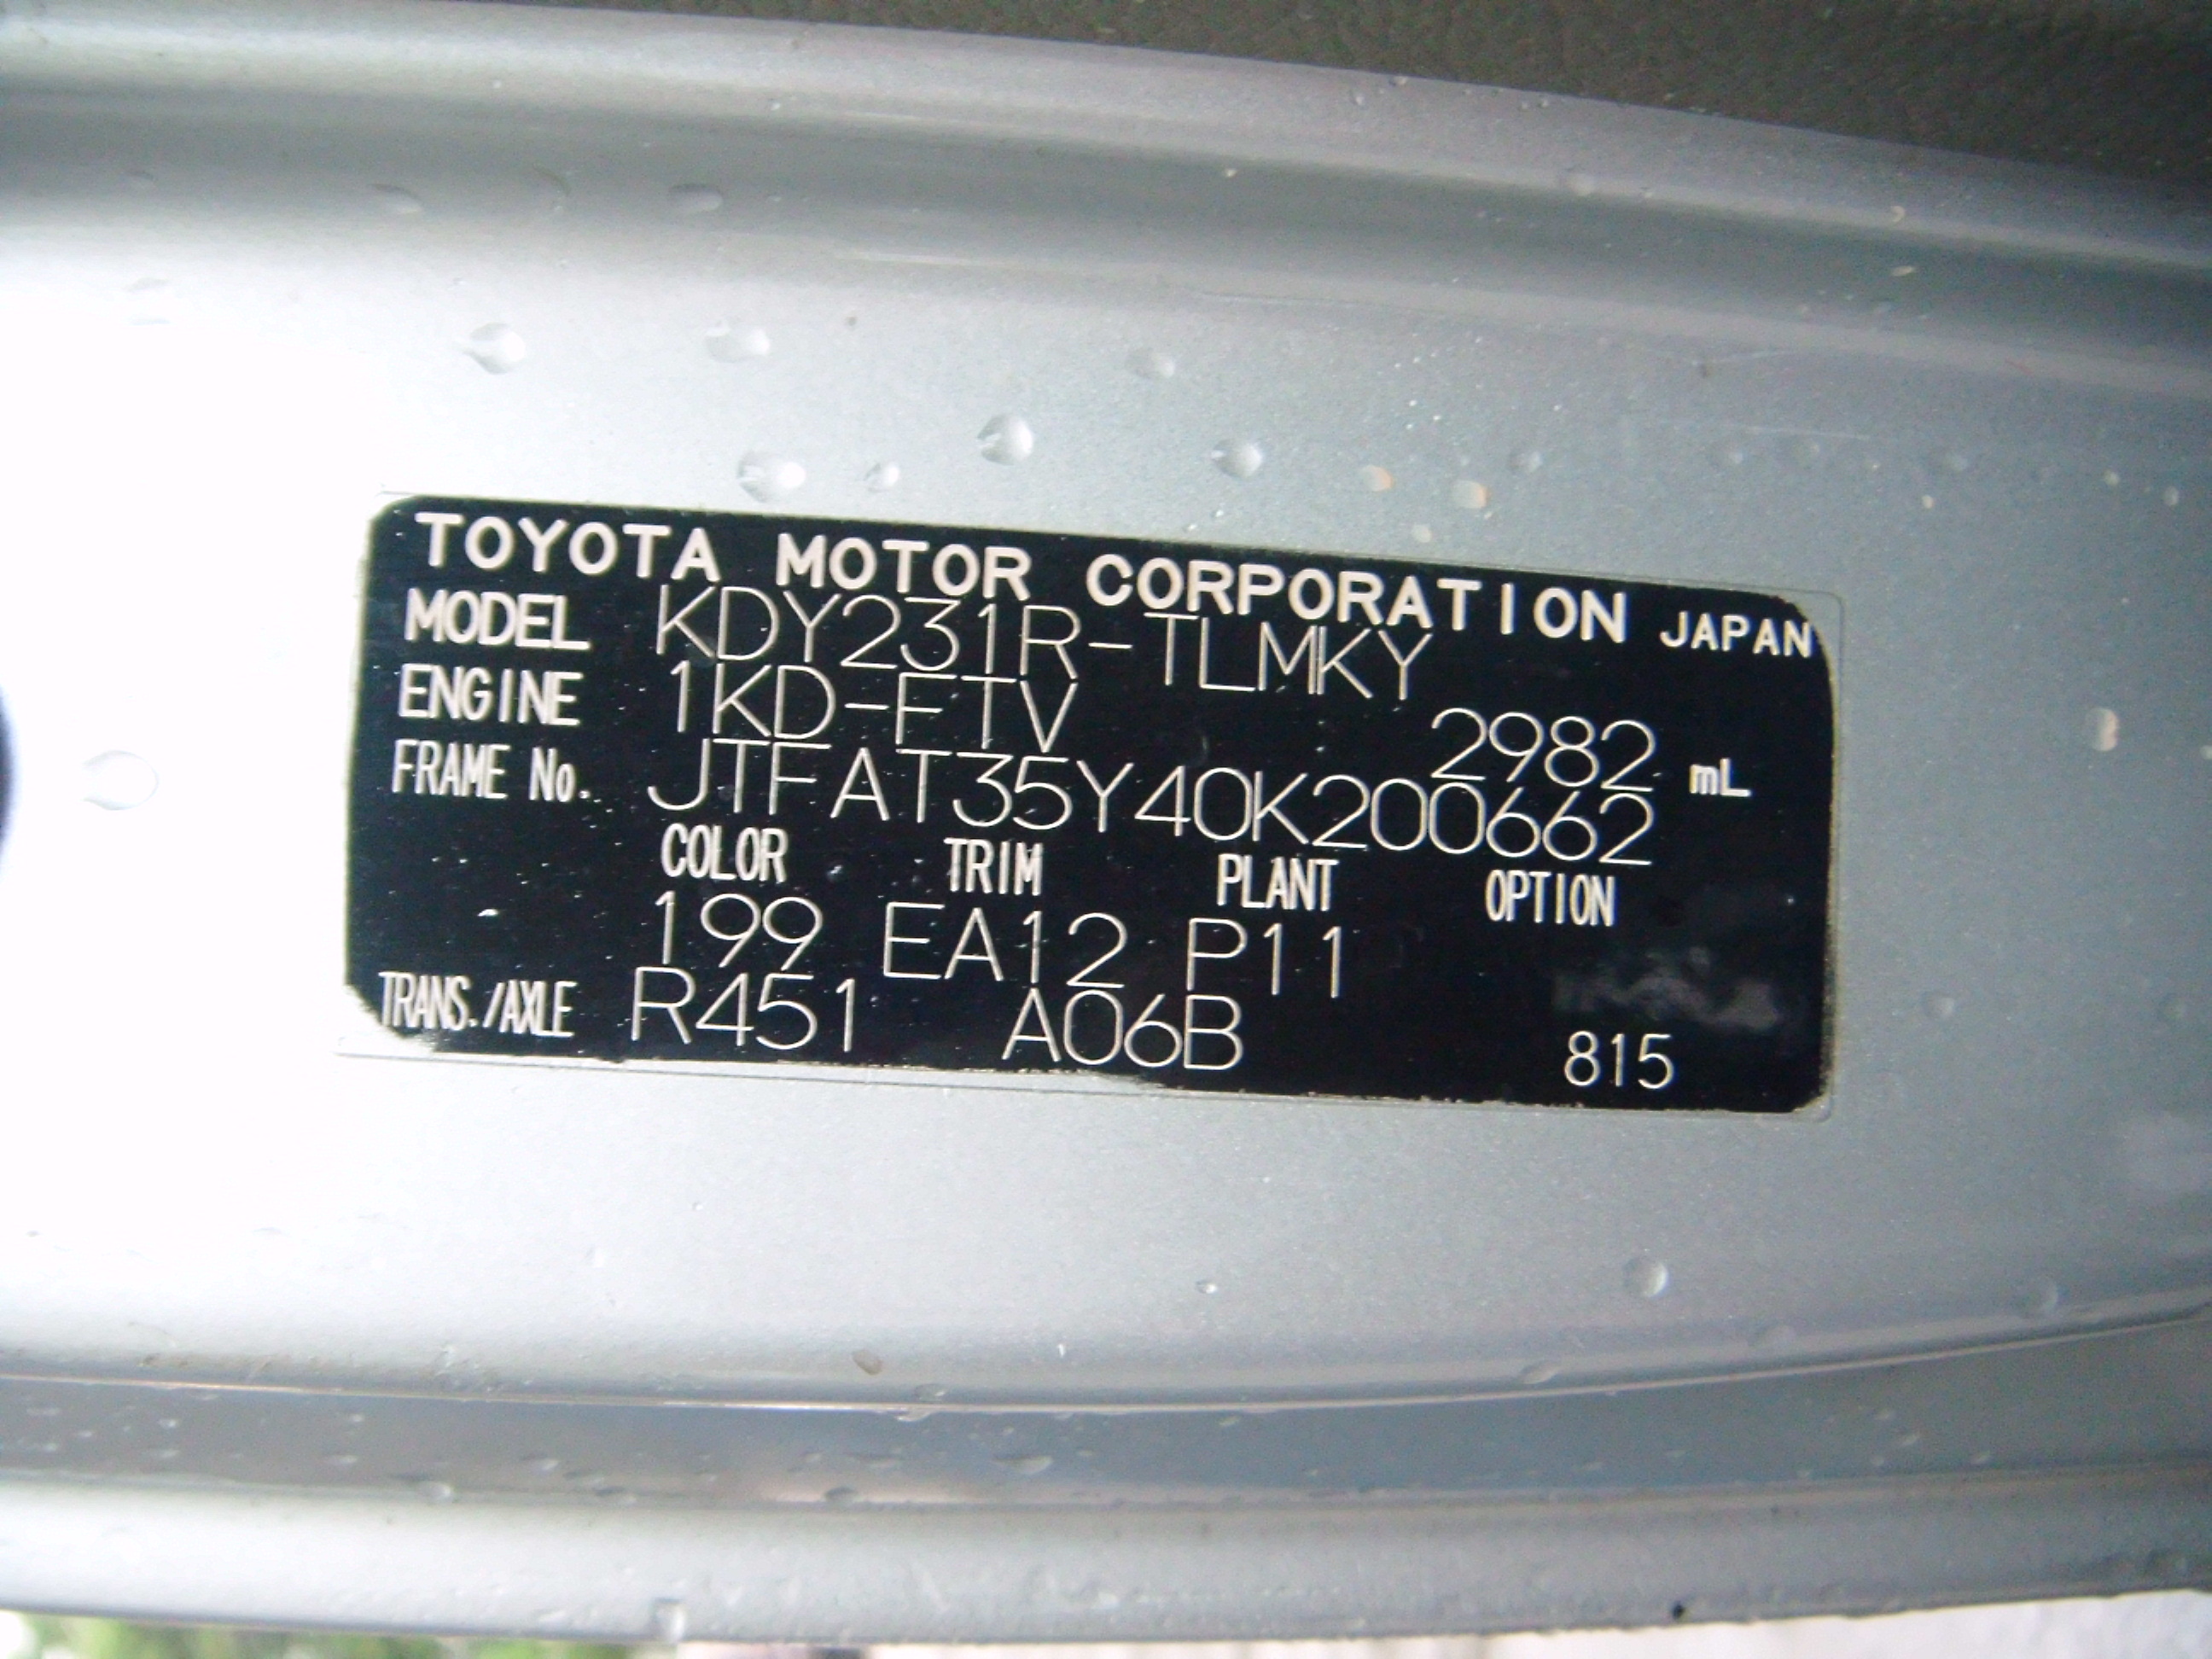 TOYOTA MOTOR CORPORATION JAPAN
MODEL KDY231R-TLMKY
ENGINE 1KD-FTV 2982 mL
FRAME No. JTFAT35Y40K200662
COLOR TRIM PLANT OPTION
199 EA12 P11
TRANS./AXLE R451 A06B 815